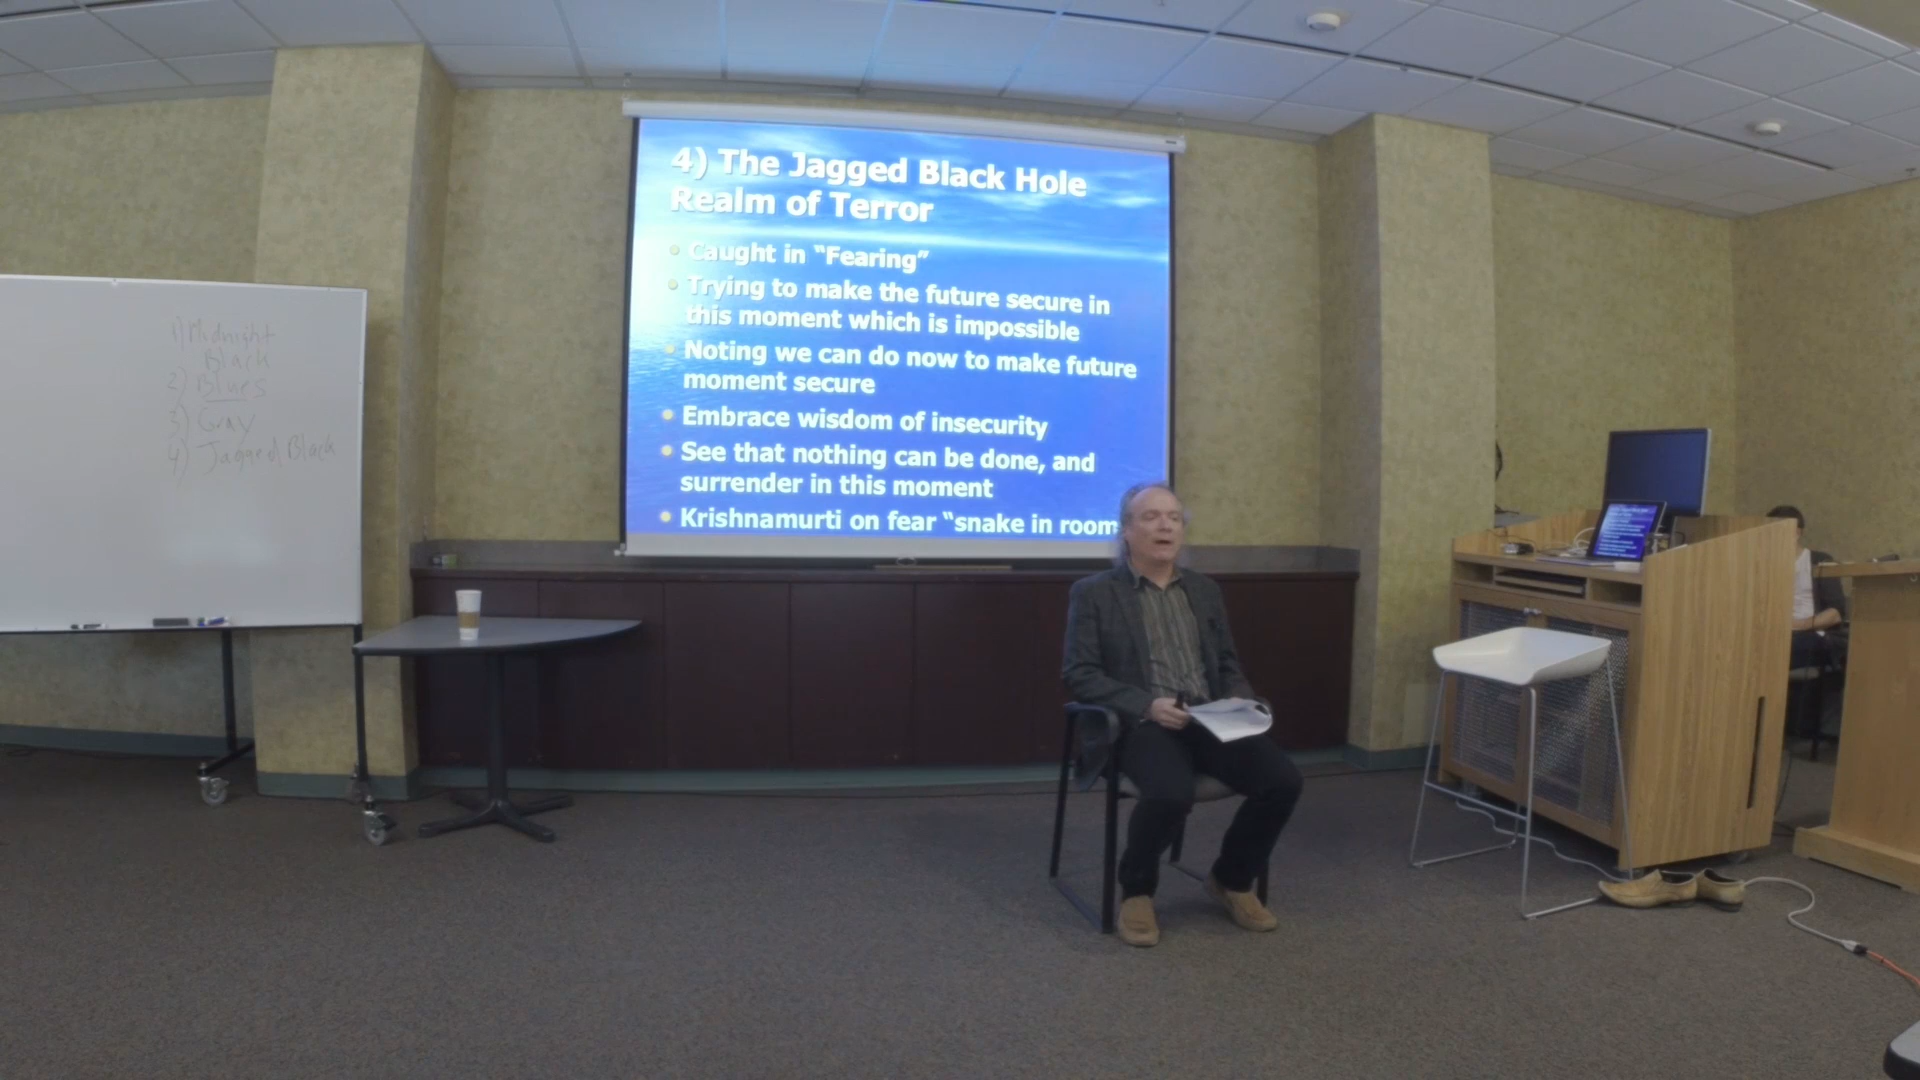 4) The Jagged Black Hole
Realm of Terror
Caught in “Fearing”
Trying to make the future secure in
this moment which is impossible
Noting we can do now to make future
moment secure
Embrace wisdom of insecurity
See that nothing can be done, and
surrender in this moment
Krishnamurti on fear “snake in room
1) Midnight
Black
2) Blues
3) Gray
4) Jagged Black